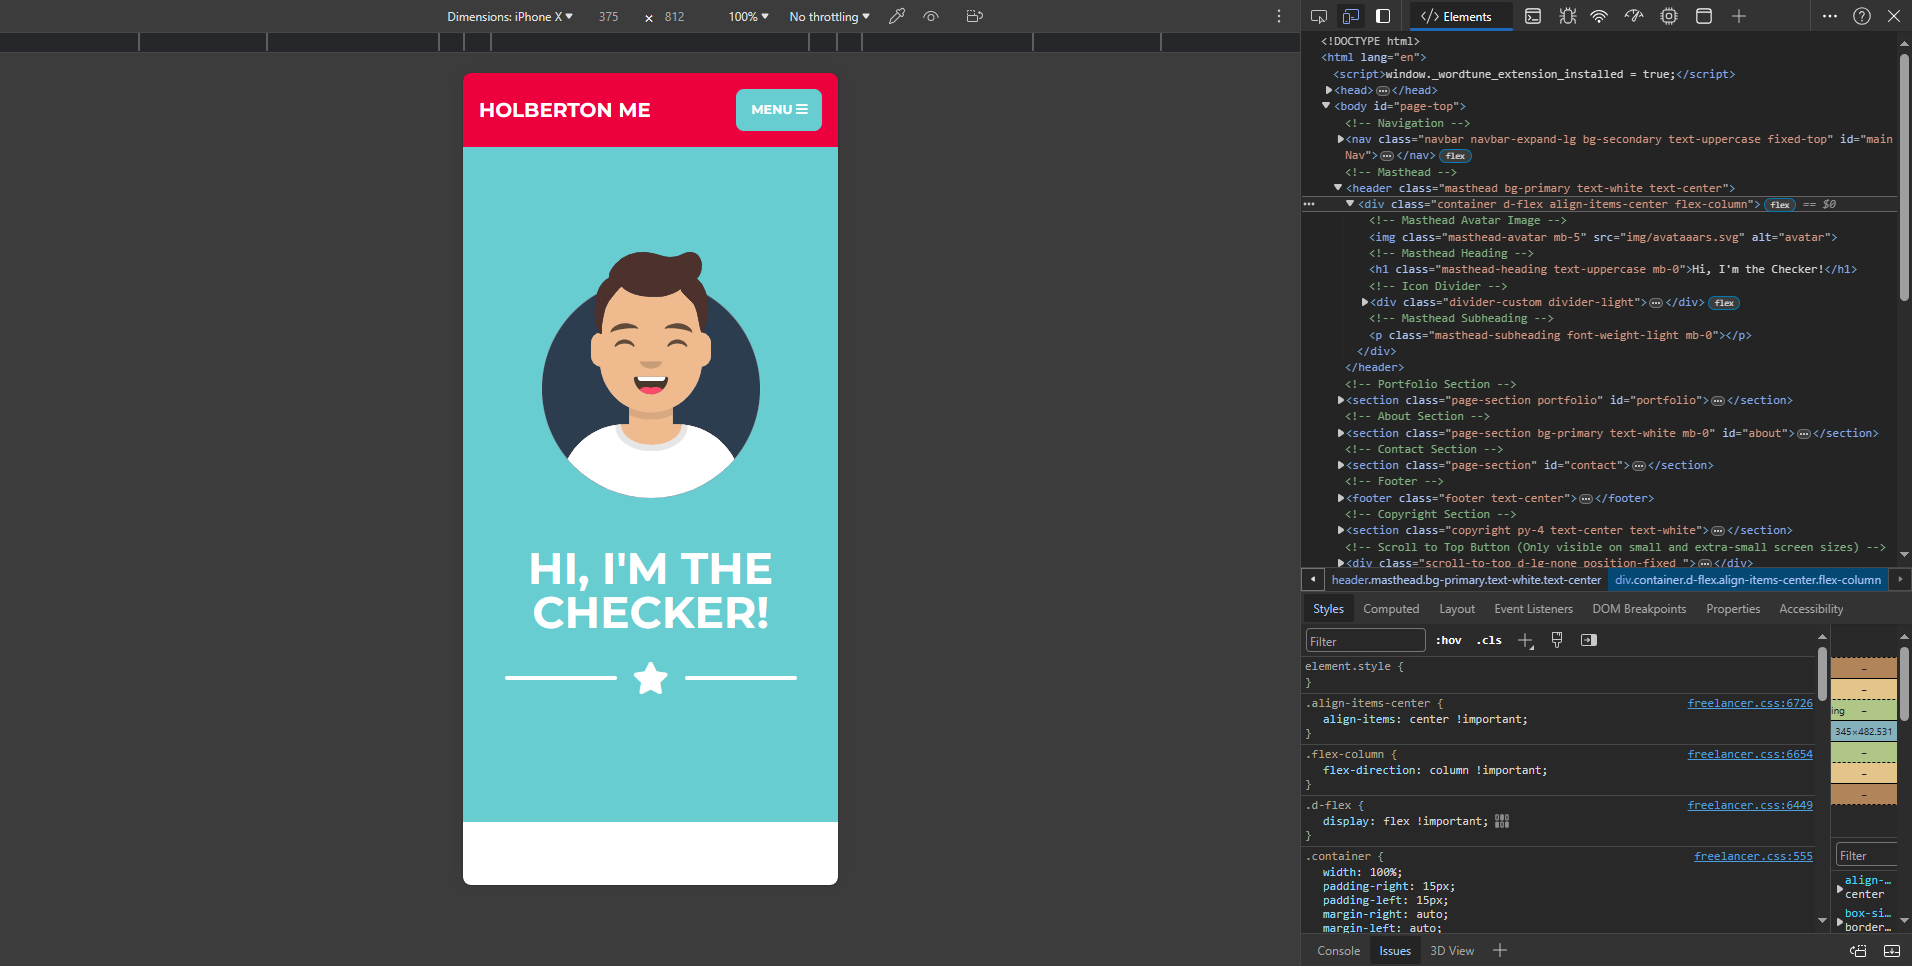 Dimensions: iPhone X ▼ 375 × 812 100% ▼ No throttling ▼
HOLBERTON ME
MENU
HI, I'M THE
CHECKER!
Elements
<!DOCTYPE html>
<html lang="en">
<script>window._wordtune_extension_installed = true;</script>
<head>…</head>
<body id="page-top">
<!-- Navigation -->
<nav class="navbar navbar-expand-lg bg-secondary text-uppercase fixed-top" id="main
Nav">…</nav> flex
<!-- Masthead -->
<header class="masthead bg-primary text-white text-center">
<div class="container d-flex align-items-center flex-column"> flex == $0
<!-- Masthead Avatar Image -->
<img class="masthead-avatar mb-5" src="img/avataaars.svg" alt="avatar">
<!-- Masthead Heading -->
<h1 class="masthead-heading text-uppercase mb-0">Hi, I'm the Checker!</h1>
<!-- Icon Divider -->
<div class="divider-custom divider-light">…</div> flex
<!-- Masthead Subheading -->
<p class="masthead-subheading font-weight-light mb-0"></p>
</div>
</header>
<!-- Portfolio Section -->
<section class="page-section portfolio" id="portfolio">…</section>
<!-- About Section -->
<section class="page-section bg-primary text-white mb-0" id="about">…</section>
<!-- Contact Section -->
<section class="page-section" id="contact">…</section>
<!-- Footer -->
<footer class="footer text-center">…</footer>
<!-- Copyright Section -->
<section class="copyright py-4 text-center text-white">…</section>
<!-- Scroll to Top Button (Only visible on small and extra-small screen sizes) -->
<div class="scroll-to-top d-lg-none position-fixed ">…</div>
header.masthead.bg-primary.text-white.text-center div.container.d-flex.align-items-center.flex-column
Styles Computed Layout Event Listeners DOM Breakpoints Properties Accessibility
Filter :hov .cls
element.style {
}
.align-items-center { freelancer.css:6726
align-items: center !important;
}
.flex-column { freelancer.css:6654
flex-direction: column !important;
}
.d-flex { freelancer.css:6449
display: flex !important;
}
.container { freelancer.css:555
width: 100%;
padding-right: 15px;
padding-left: 15px;
margin-right: auto;
margin-left: auto;
–
–
ing –
345×482.531
–
–
–
Filter
align-…
center
box-si…
border…
Console Issues 3D View